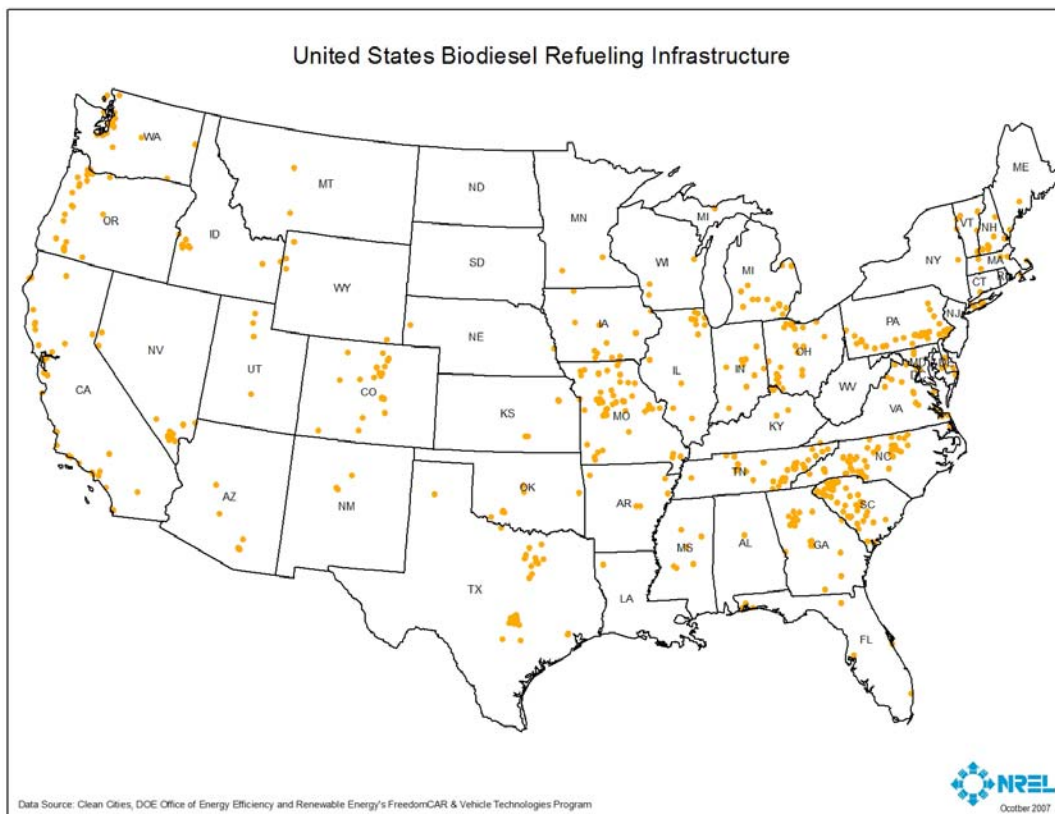 United States Biodiesel Refueling Infrastructure
WA
MT
ND
MN
ME
OR
ID
SD
WI
MI
MI
VT
NH
NY
MA
CT
WY
NE
IA
PA
NJ
NV
UT
CO
KS
MO
IL
IN
OH
WV
VA
MD
KY
CA
AZ
NM
OK
AR
TN
NC
SC
MS
AL
GA
TX
LA
FL
NREL
Data Source: Clean Cities, DOE Office of Energy Efficiency and Renewable Energy's FreedomCAR & Vehicle Technologies Program
Ocotber 2007